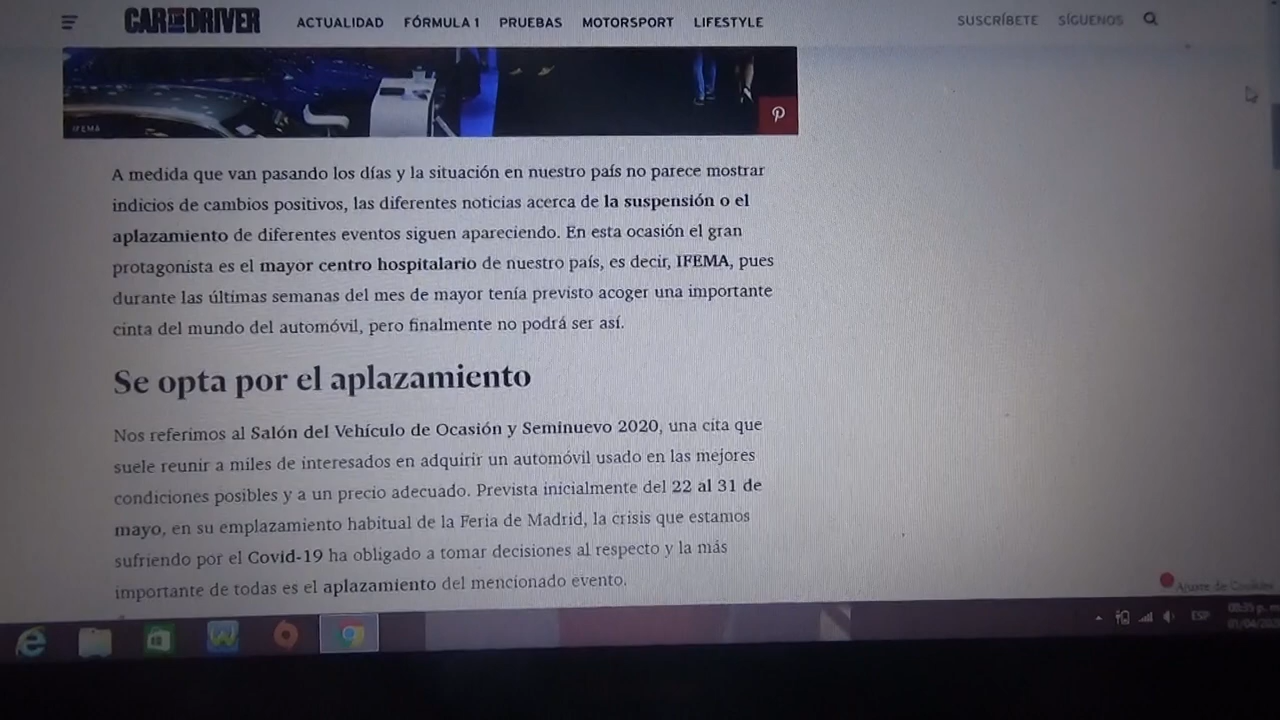 CAR AND DRIVER ACTUALIDAD FÓRMULA 1 PRUEBAS MOTORSPORT LIFESTYLE SUSCRÍBETE SÍGUENOS
IFEMA
A medida que van pasando los días y la situación en nuestro país no parece mostrar
indicios de cambios positivos, las diferentes noticias acerca de la suspensión o el
aplazamiento de diferentes eventos siguen apareciendo. En esta ocasión el gran
protagonista es el mayor centro hospitalario de nuestro país, es decir, IFEMA, pues
durante las últimas semanas del mes de mayor tenía previsto acoger una importante
cinta del mundo del automóvil, pero finalmente no podrá ser así.
Se opta por el aplazamiento
Nos referimos al Salón del Vehículo de Ocasión y Seminuevo 2020, una cita que
suele reunir a miles de interesados en adquirir un automóvil usado en las mejores
condiciones posibles y a un precio adecuado. Prevista inicialmente del 22 al 31 de
mayo, en su emplazamiento habitual de la Feria de Madrid, la crisis que estamos
sufriendo por el Covid-19 ha obligado a tomar decisiones al respecto y la más
importante de todas es el aplazamiento del mencionado evento.
Ajuste de Cookies
ESP